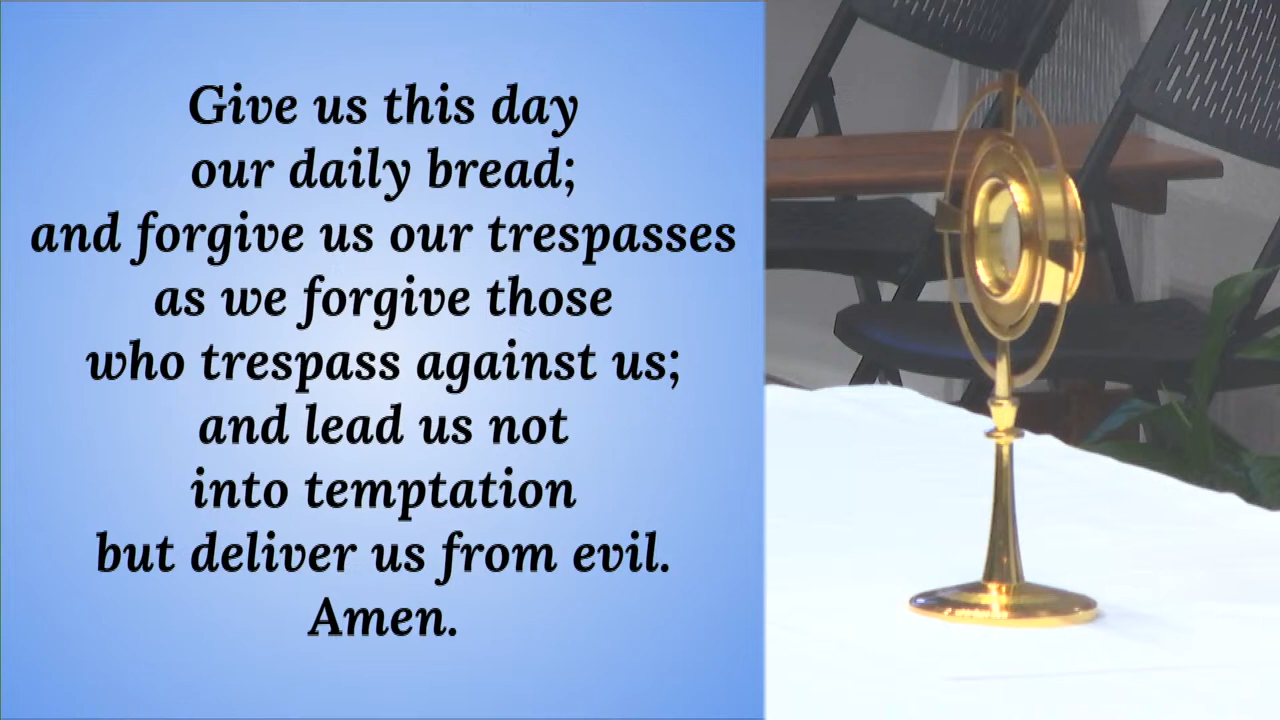 Give us this day
our daily bread;
and forgive us our trespasses
as we forgive those
who trespass against us;
and lead us not
into temptation
but deliver us from evil.
Amen.